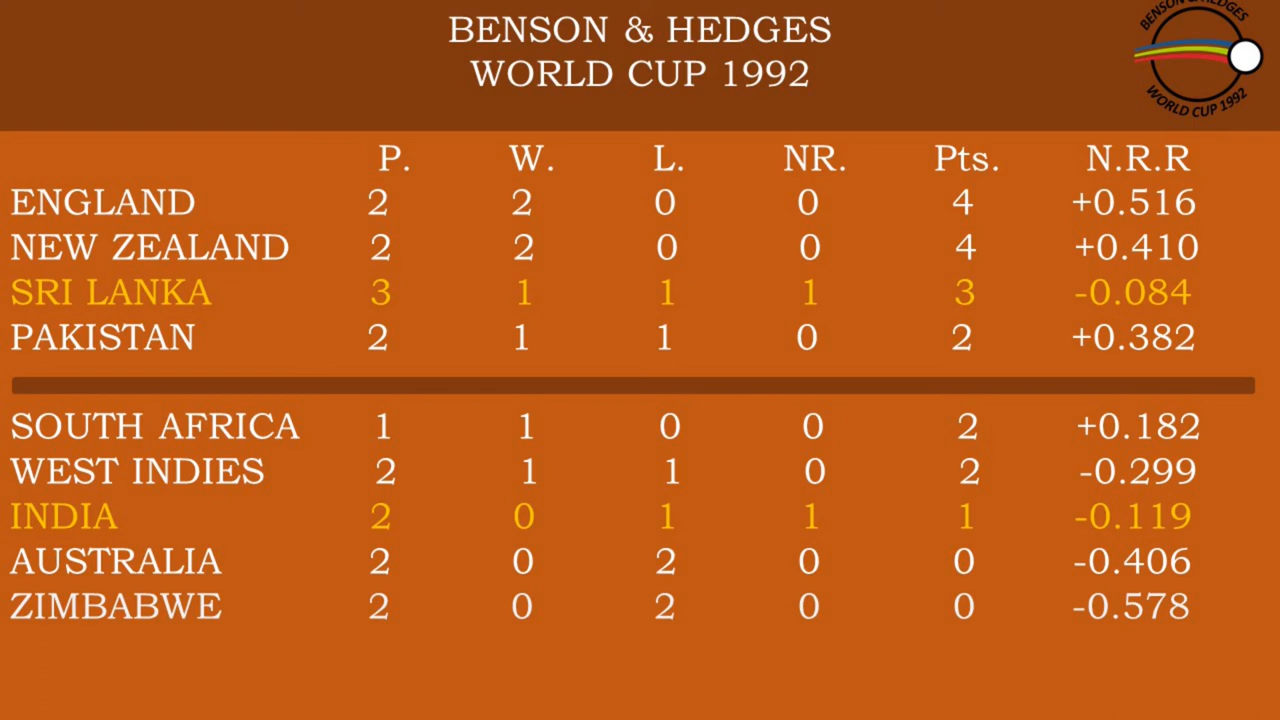 BENSON & HEDGES
WORLD CUP 1992
BENSON & HEDGES
WORLD CUP 1992
P. W. L. NR. Pts. N.R.R
ENGLAND 2 2 0 0 4 +0.516
NEW ZEALAND 2 2 0 0 4 +0.410
SRI LANKA 3 1 1 1 3 -0.084
PAKISTAN 2 1 1 0 2 +0.382
SOUTH AFRICA 1 1 0 0 2 +0.182
WEST INDIES 2 1 1 0 2 -0.299
INDIA 2 0 1 1 1 -0.119
AUSTRALIA 2 0 2 0 0 -0.406
ZIMBABWE 2 0 2 0 0 -0.578